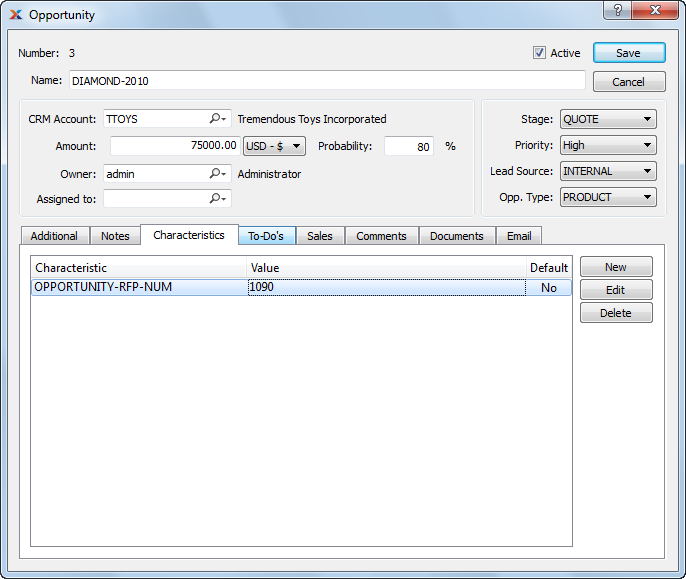 Opportunity
Number: 3
Active
Save
Name: DIAMOND-2010
Cancel
CRM Account: TTOYS Tremendous Toys Incorporated
Amount: 75000.00 USD - $ Probability: 80 %
Owner: admin Administrator
Assigned to:
Stage: QUOTE
Priority: High
Lead Source: INTERNAL
Opp. Type: PRODUCT
Additional Notes Characteristics To-Do's Sales Comments Documents Email
Characteristic Value Default
OPPORTUNITY-RFP-NUM 1090 No
New
Edit
Delete